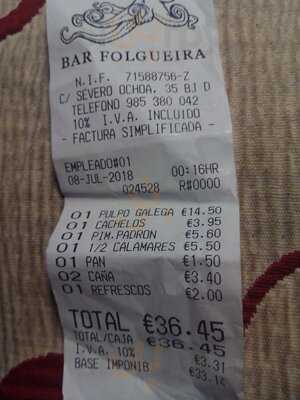 BAR FOLGUEIRA
N.I.F. 71588756-Z
C/ SEVERO OCHOA, 35 BJ D
TELEFONO 985 380 042
10% I.V.A. INCLUIDO
- FACTURA SIMPLIFICADA -
EMPLEADO#01 00:16HR
08-JUL-2018 R#0000
024528
01 PULPO GALEGA €14.50
01 CACHELOS €3.95
01 PIM.PADRON €5.60
01 1/2 CALAMARES €5.50
01 PAN €1.50
02 CAÑA €3.40
01 REFRESCOS €2.00
TOTAL €36.45
TOTAL/CAJA €36.45
I.V.A. 10% €3.31
BASE IMPONIB €33.14